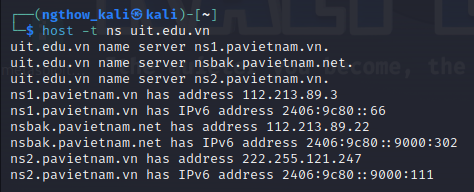 (ngthow_kali㉿kali)-[~]
$ host -t ns uit.edu.vn
uit.edu.vn name server ns1.pavietnam.vn.
uit.edu.vn name server nsbak.pavietnam.net.
uit.edu.vn name server ns2.pavietnam.vn.
ns1.pavietnam.vn has address 112.213.89.3
ns1.pavietnam.vn has IPv6 address 2406:9c80::66
nsbak.pavietnam.net has address 112.213.89.22
nsbak.pavietnam.net has IPv6 address 2406:9c80::9000:302
ns2.pavietnam.vn has address 222.255.121.247
ns2.pavietnam.vn has IPv6 address 2406:9c80::9000:111